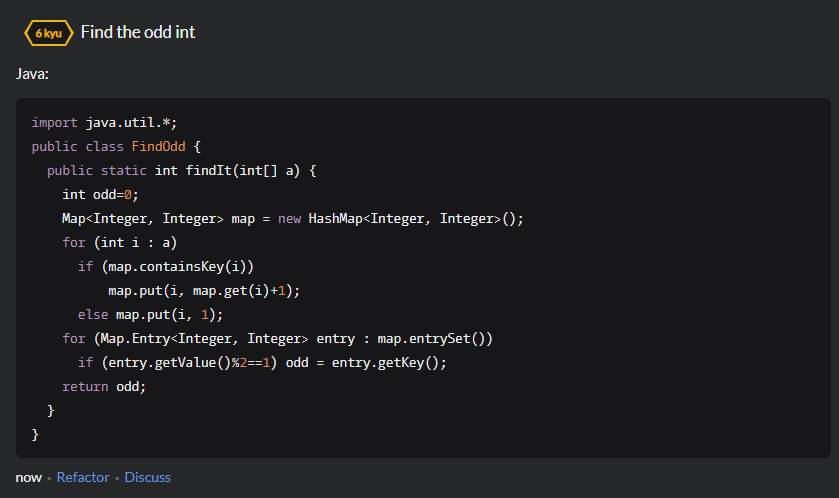 6 kyu Find the odd int
Java:
import java.util.*;
public class FindOdd {
  public static int findIt(int[] a) {
    int odd=0;
    Map<Integer, Integer> map = new HashMap<Integer, Integer>();
    for (int i : a)
      if (map.containsKey(i))
          map.put(i, map.get(i)+1);
      else map.put(i, 1);
    for (Map.Entry<Integer, Integer> entry : map.entrySet())
      if (entry.getValue()%2==1) odd = entry.getKey();
    return odd;
  }
}
now • Refactor • Discuss